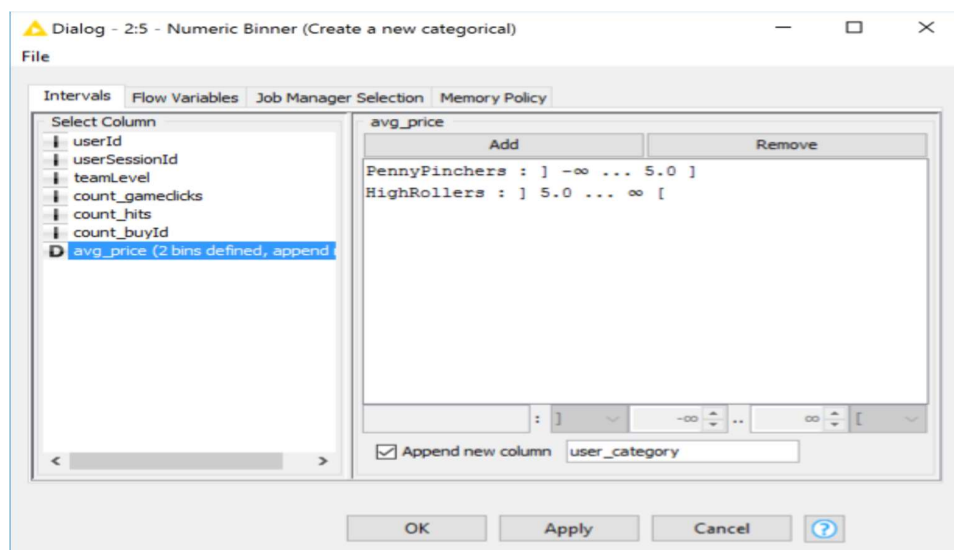 Dialog - 2:5 - Numeric Binner (Create a new categorical)
File
Intervals Flow Variables Job Manager Selection Memory Policy
Select Column
I userId
I userSessionId
I teamLevel
I count_gameclicks
I count_hits
I count_buyId
D avg_price (2 bins defined, append
avg_price
Add Remove
PennyPinchers : ] -∞ ... 5.0 ]
HighRollers : ] 5.0 ... ∞ [
: ] -∞ .. ∞ [
Append new column user_category
OK Apply Cancel ?